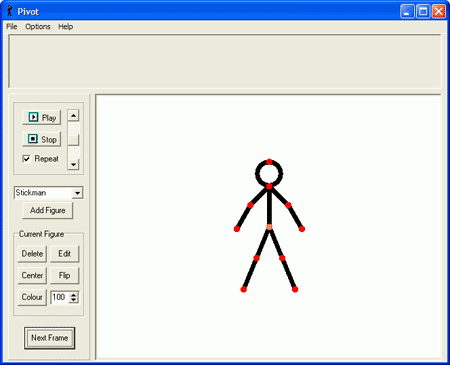 Pivot
File Options Help
Play
Stop
Repeat
Stickman
Add Figure
Current Figure
Delete Edit
Center Flip
Colour 100
Next Frame